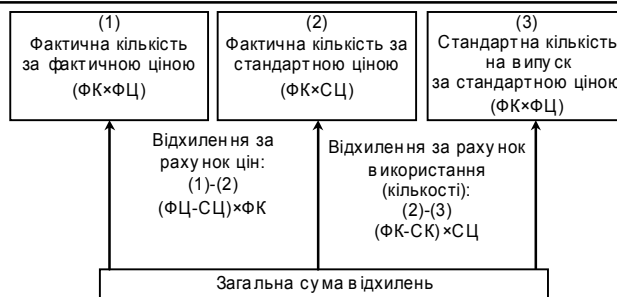 (1)
Фактична кількість
за фактичною ціною
(ФК×ФЦ)
(2)
Фактична кількість за
стандартною ціною
(ФК×СЦ)
(3)
Стандартна кількість
на випуск
за стандартною ціною
(ФК×ФЦ)
Відхилення за
рахунок цін:
(1)-(2)
(ФЦ-СЦ)×ФК
Відхилення за рахунок
використання
(кількості):
(2)-(3)
(ФК-СК)×СЦ
Загальна сума відхилень